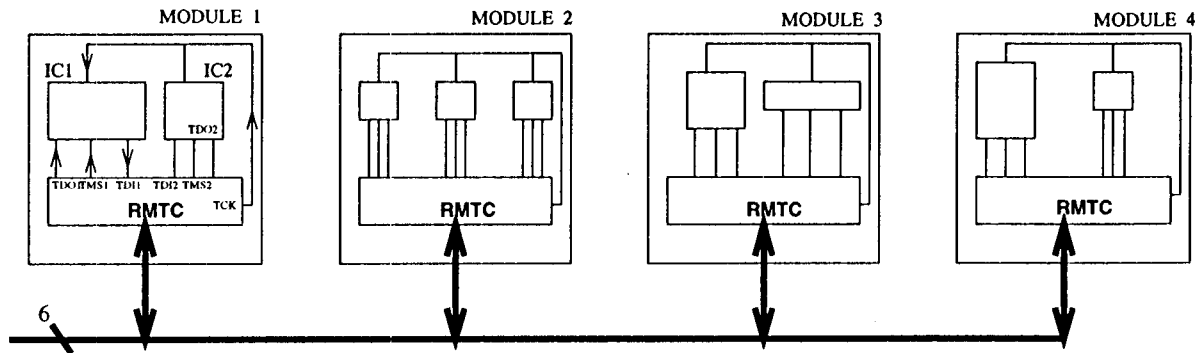 MODULE 1
MODULE 2
MODULE 3
MODULE 4
IC1
IC2
TDO2
TDO1
TMS1
TDI1
TDI2
TMS2
TCK
RMTC
RMTC
RMTC
RMTC
6